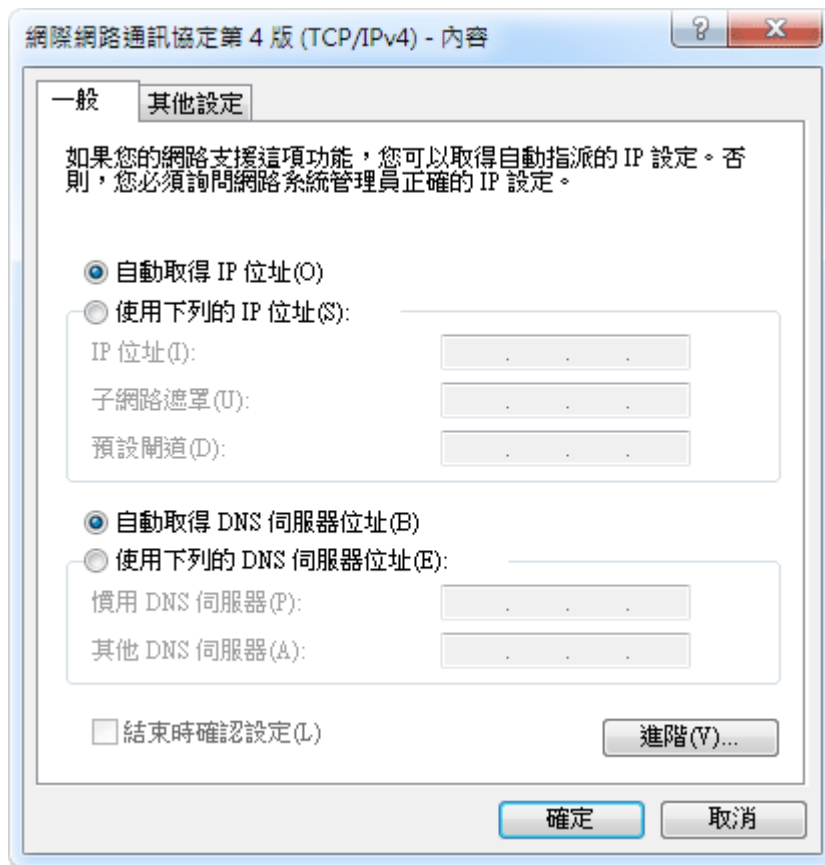 網際網路通訊協定第 4 版 (TCP/IPv4) - 內容
一般
其他設定
如果您的網路支援這項功能，您可以取得自動指派的 IP 設定。否
則，您必須詢問網路系統管理員正確的 IP 設定。
自動取得 IP 位址(O)
使用下列的 IP 位址(S):
IP 位址(I):
子網路遮罩(U):
預設閘道(D):
自動取得 DNS 伺服器位址(B)
使用下列的 DNS 伺服器位址(E):
慣用 DNS 伺服器(P):
其他 DNS 伺服器(A):
結束時確認設定(L)
進階(V)...
確定
取消